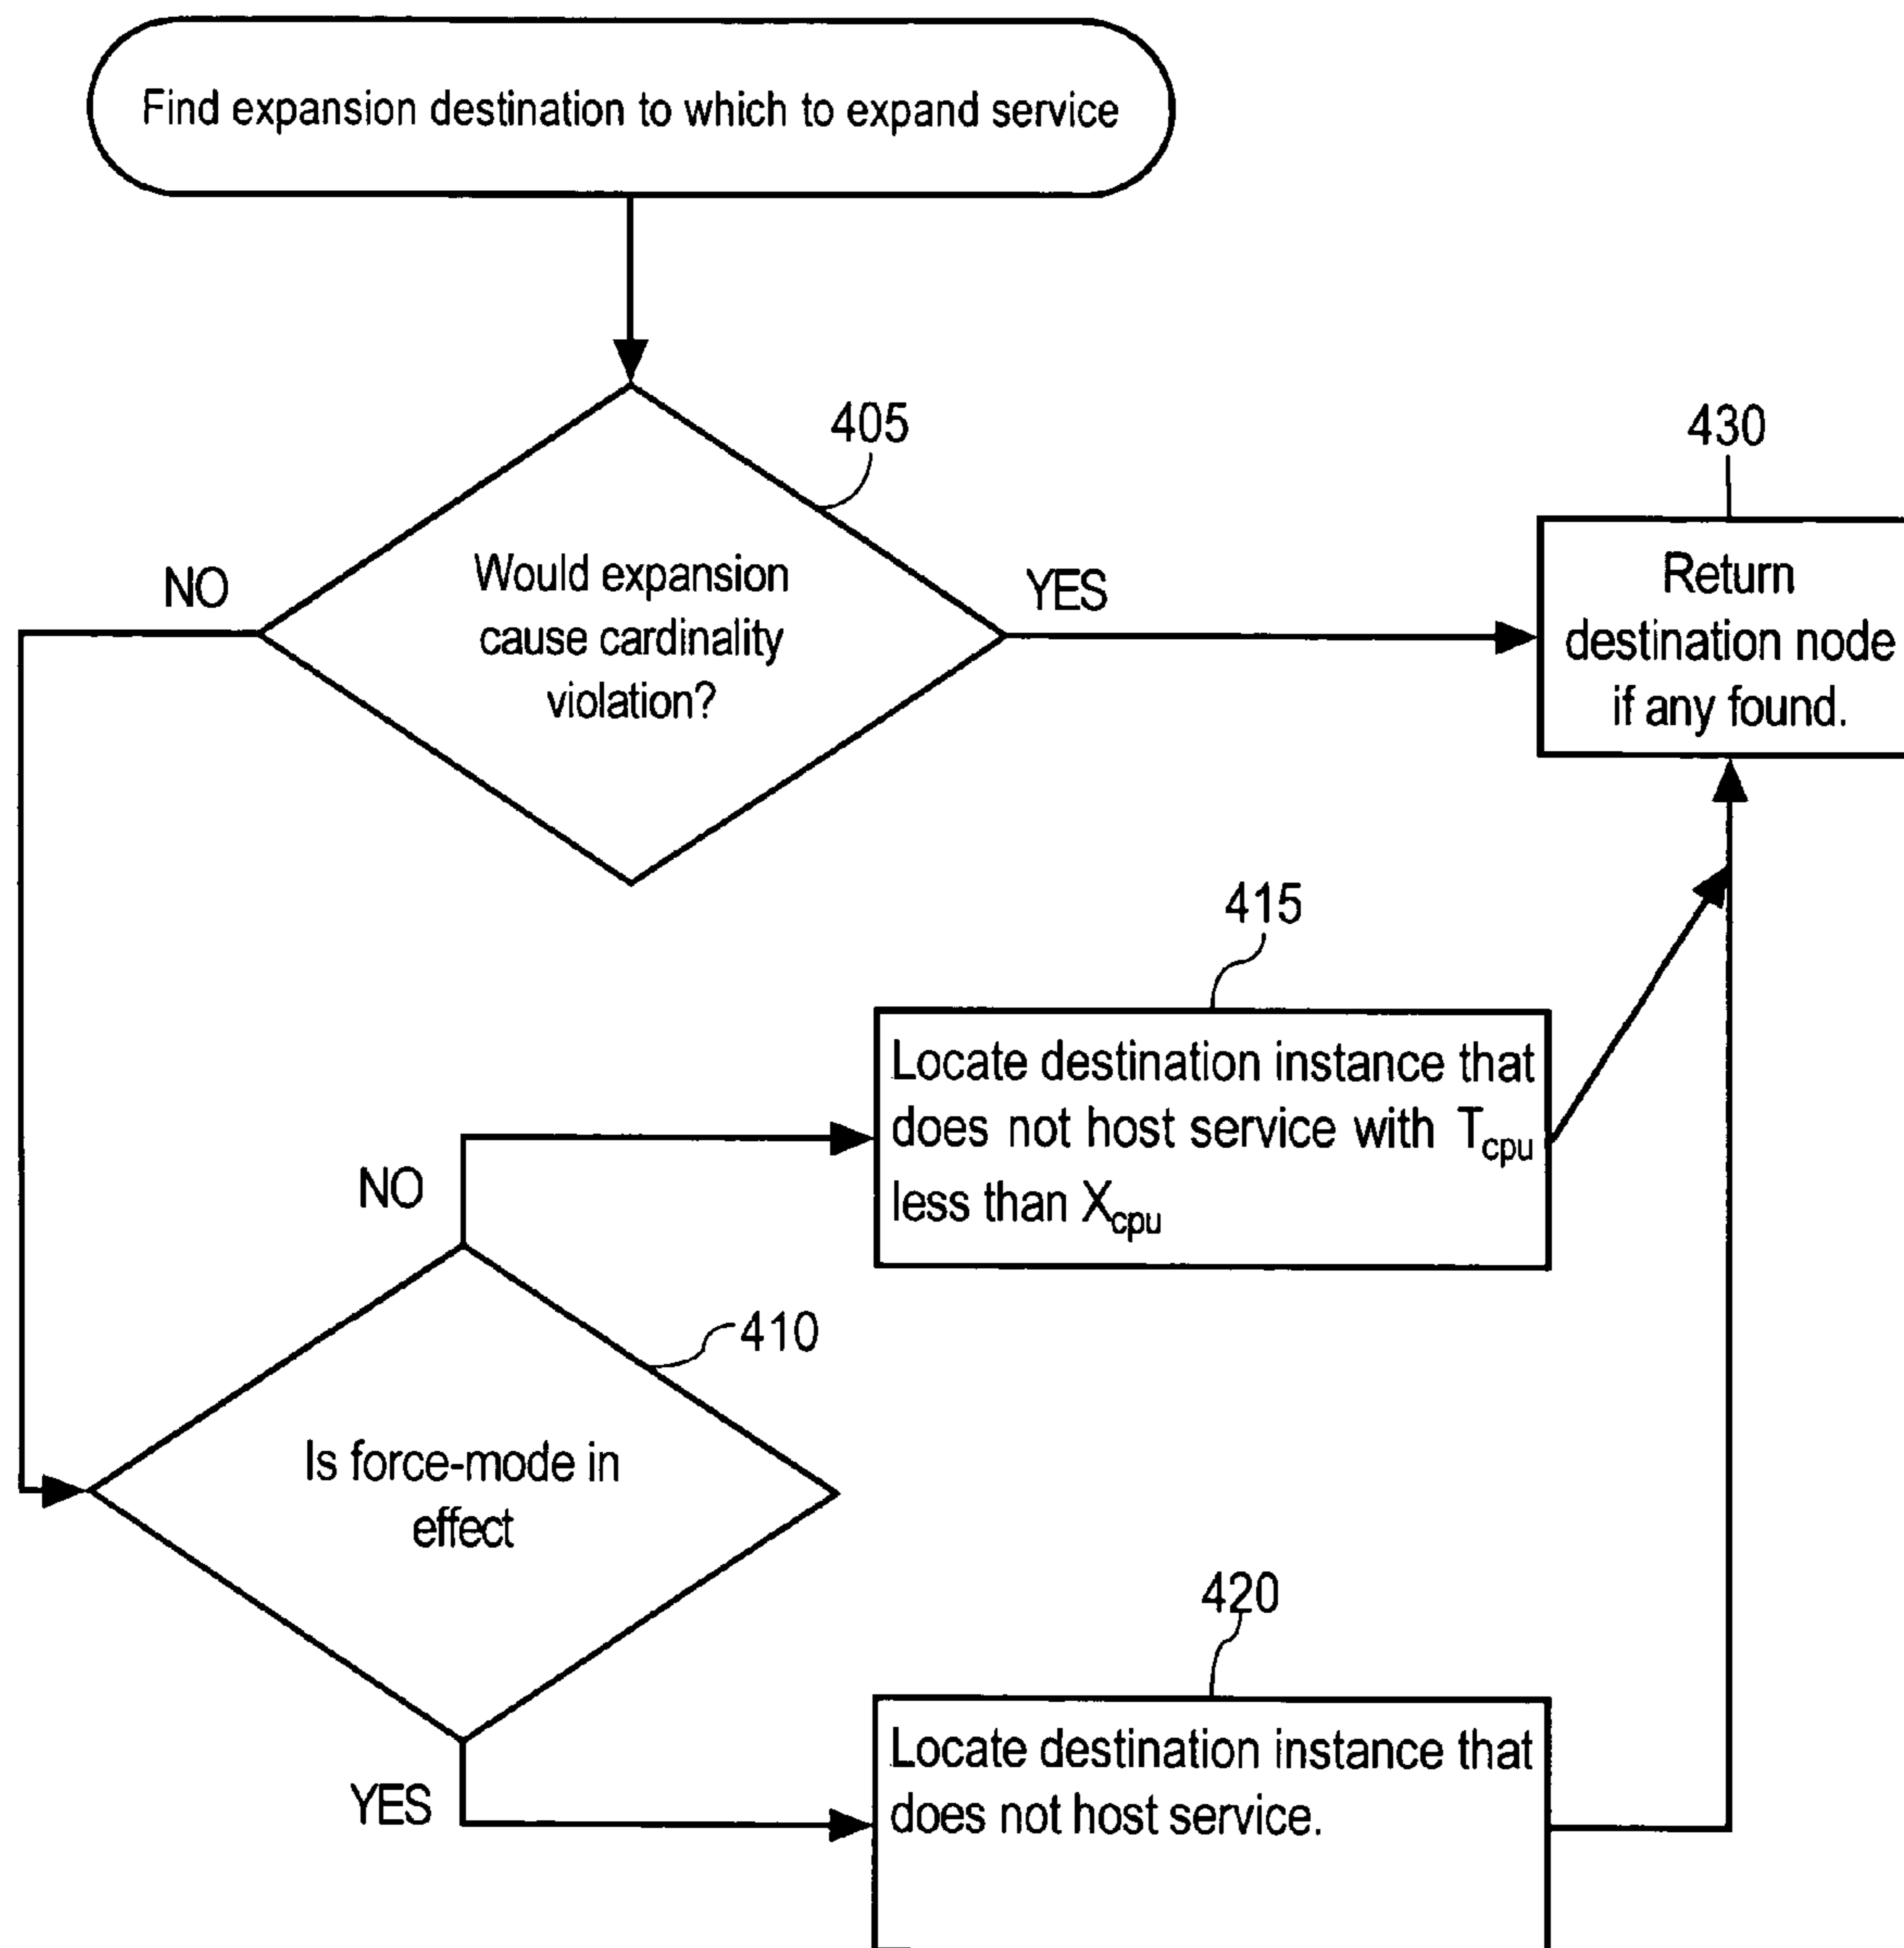 Find expansion destination to which to expand service
405
430
Would expansion
cause cardinality
violation?
NO
YES
Return
destination node
if any found.
415
Locate destination instance that
does not host service with Tcpu
less than Xcpu
NO
410
Is force-mode in
effect
YES
420
Locate destination instance that
does not host service.